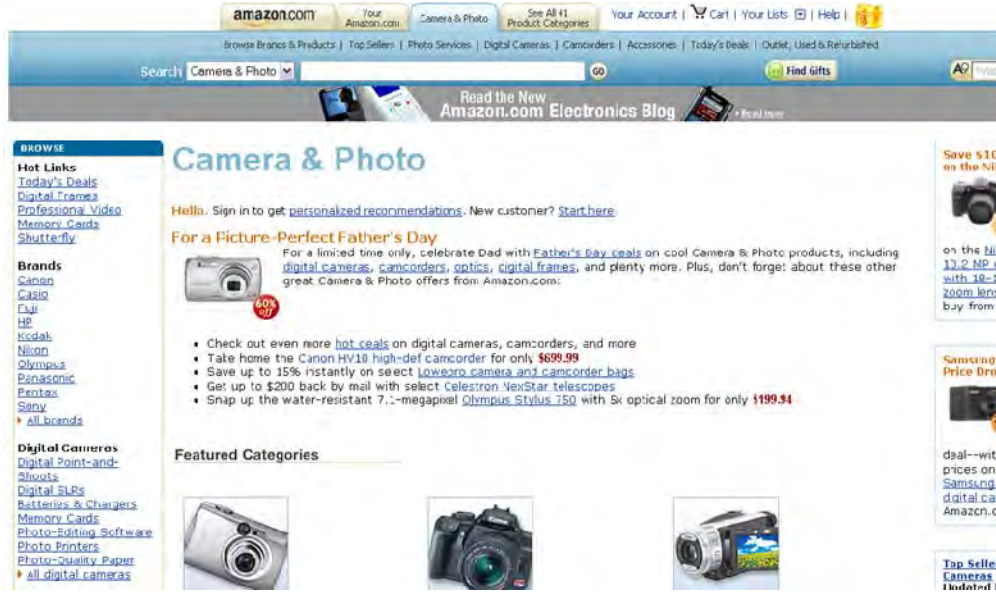 amazon.com
Your
Amazon.com
Camera & Photo
See All 41
Product Categories
Your Account | Cart | Your Lists | Help |
Browse Brands & Products | Top Sellers | Photo Services | Digital Cameras | Camcorders | Accessories | Today's Deals | Outlet, Used & Refurbished
Search Camera & Photo GO Find Gifts A9
Read the New
Amazon.com Electronics Blog Read now
BROWSE
Hot Links
Today's Deals
Digital Frames
Professional Video
Memory Cards
Shutterfly
Brands
Canon
Casio
Fuji
HP
Kodak
Nikon
Olympus
Panasonic
Pentax
Sony
All brands
Digital Cameras
Digital Point-and-
Shoots
Digital SLRs
Batteries & Chargers
Memory Cards
Photo-Editing Software
Photo Printers
Photo-Quality Paper
All digital cameras
Camera & Photo
Hello. Sign in to get personalized recommendations. New customer? Start here
For a Picture-Perfect Father's Day
For a limited time only, celebrate Dad with Father's Day deals on cool Camera & Photo products, including
digital cameras, camcorders, optics, digital frames, and plenty more. Plus, don't forget about these other
great Camera & Photo offers from Amazon.com:
60%
off
Check out even more hot deals on digital cameras, camcorders, and more
Take home the Canon HV10 high-def camcorder for only $699.99
Save up to 15% instantly on select Lowepro camera and camcorder bags
Get up to $200 back by mail with select Celestron NexStar telescopes
Snap up the water-resistant 7.1-megapixel Olympus Stylus 750 with 5x optical zoom for only $199.94
Featured Categories
Save $10
on the Ni
on the Ni
with 18-1
zoom lens
buy from
Samsung
Price Dro
deal--wit
prices on
Samsung
digital ca
Amazon.c
Top Selle
Cameras
Updated